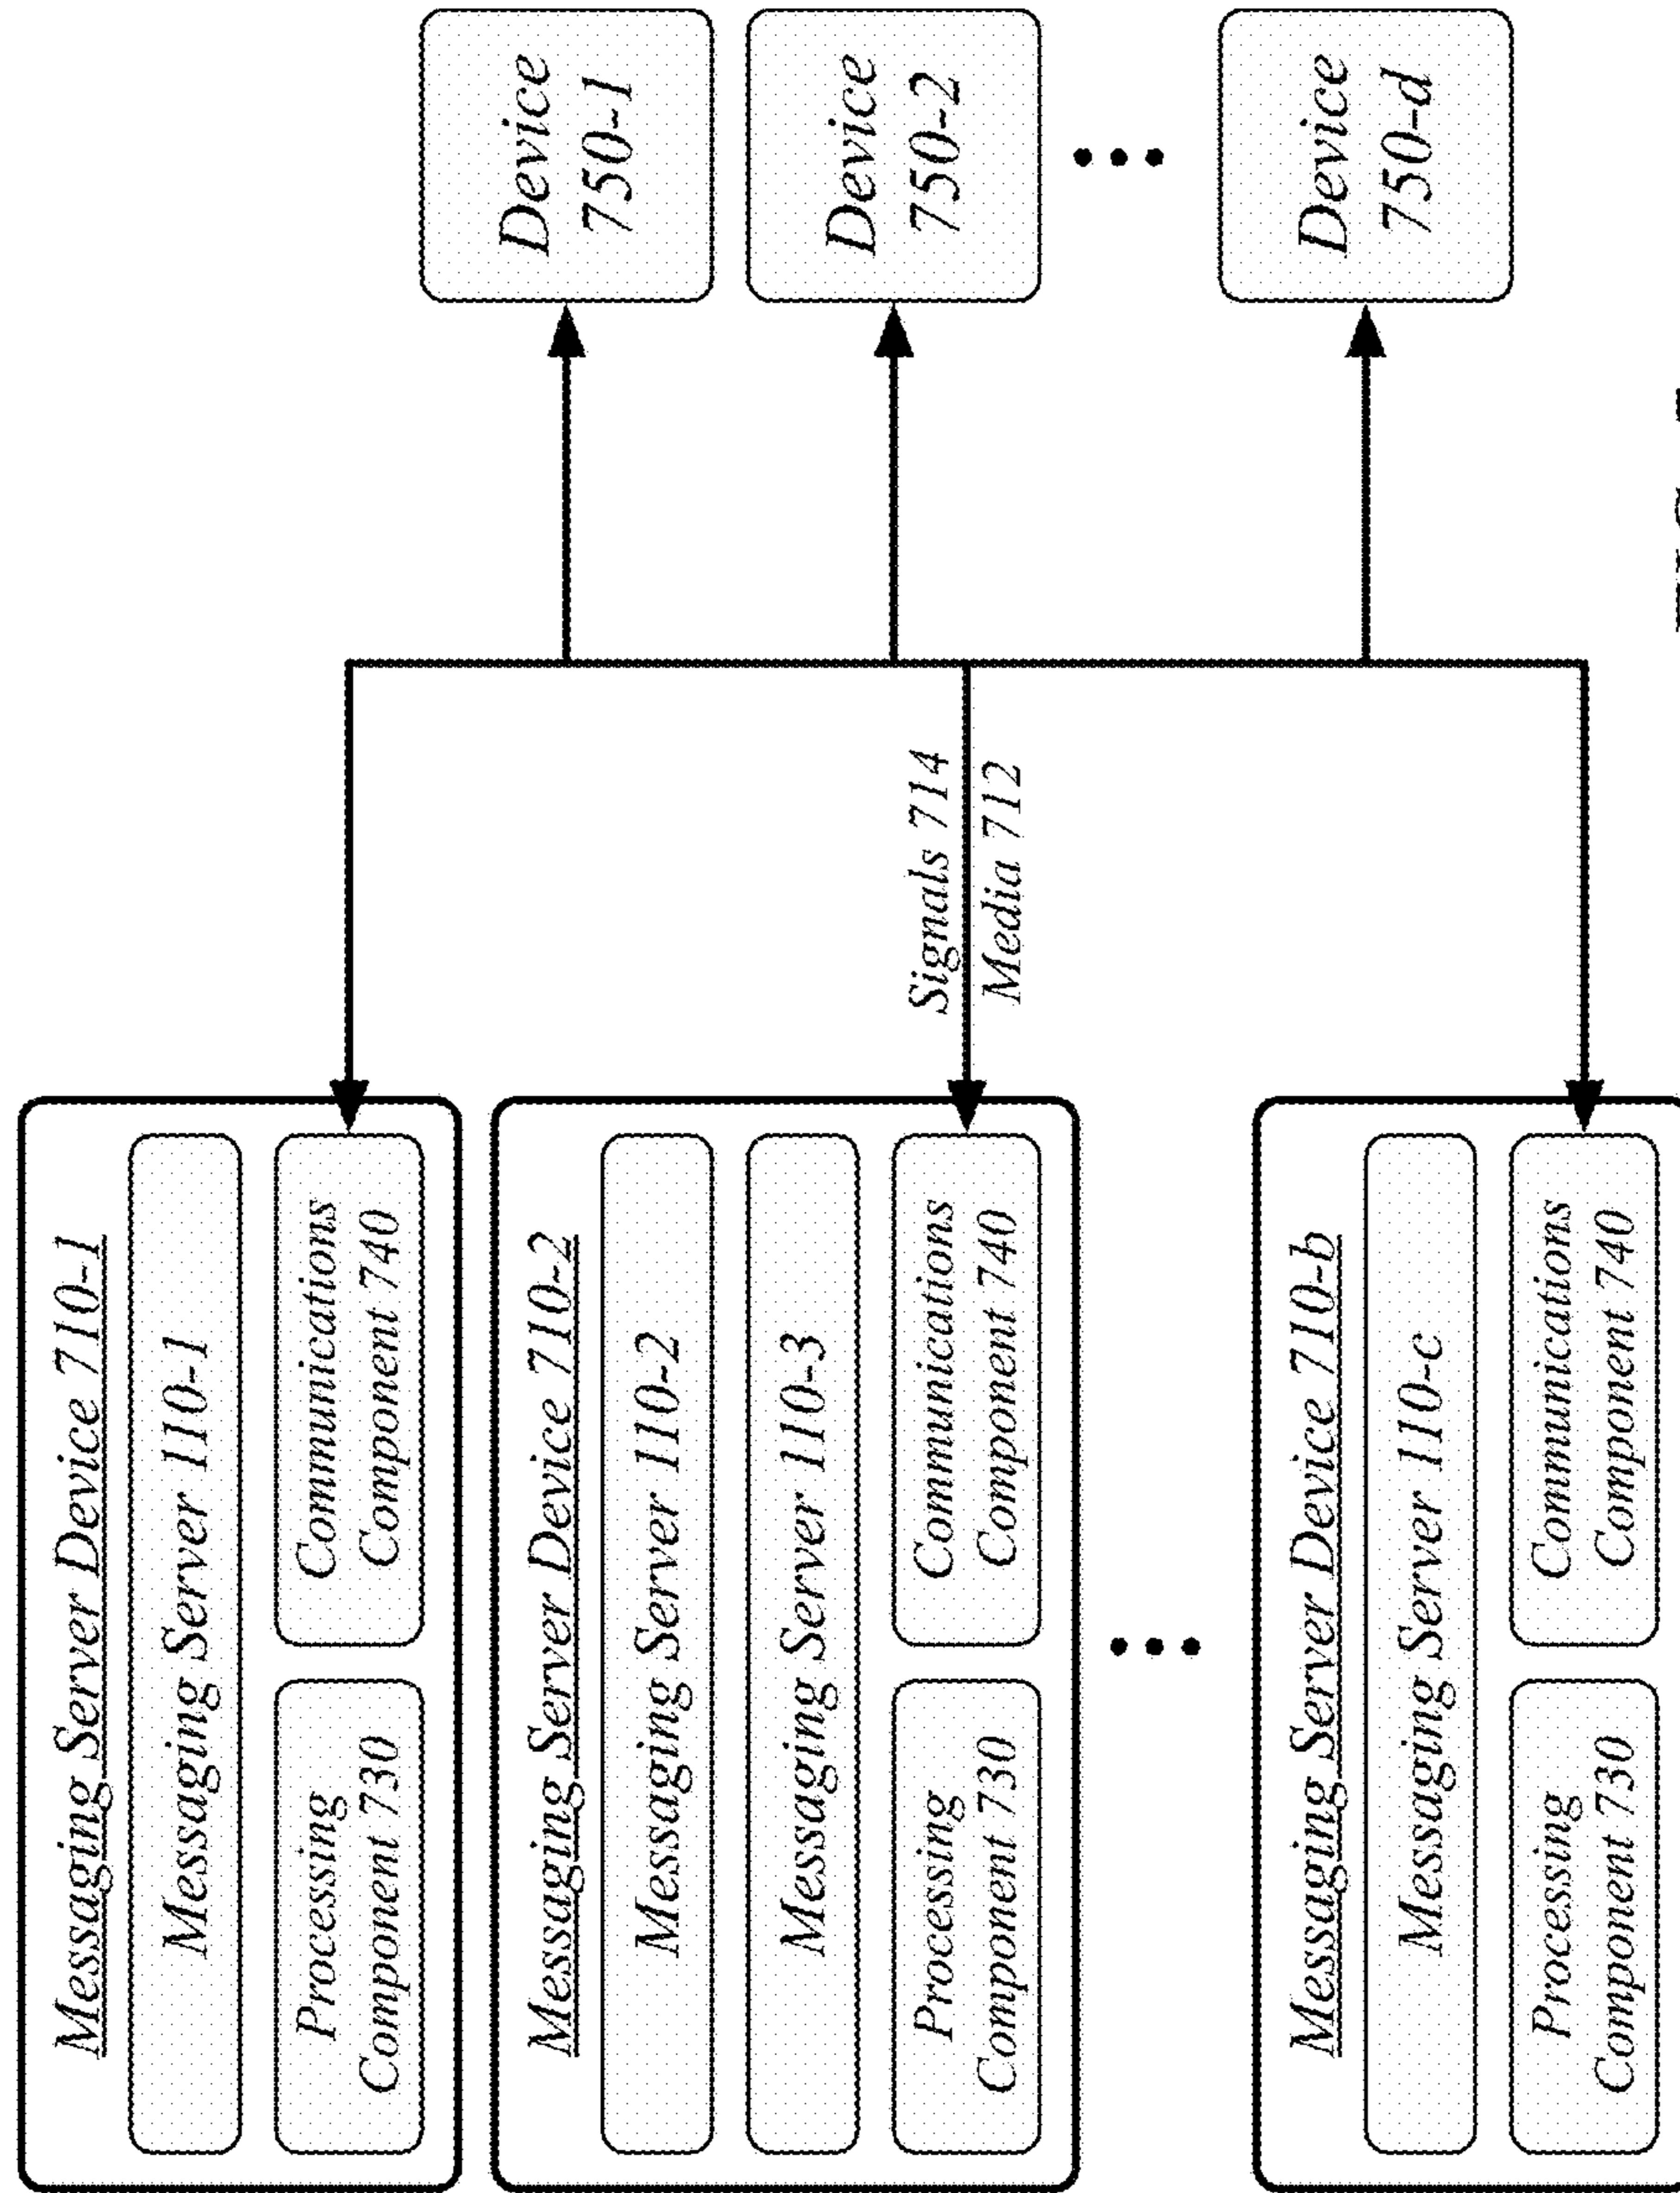 Messaging Server Device 710-1
Messaging Server 110-1
Processing
Component 730
Communications
Component 740
Messaging Server Device 710-2
Messaging Server 110-2
Messaging Server 110-3
Processing
Component 730
Communications
Component 740
Messaging Server Device 710-b
Messaging Server 110-c
Processing
Component 730
Communications
Component 740
Signals 714
Media 712
Device
750-1
Device
750-2
Device
750-d